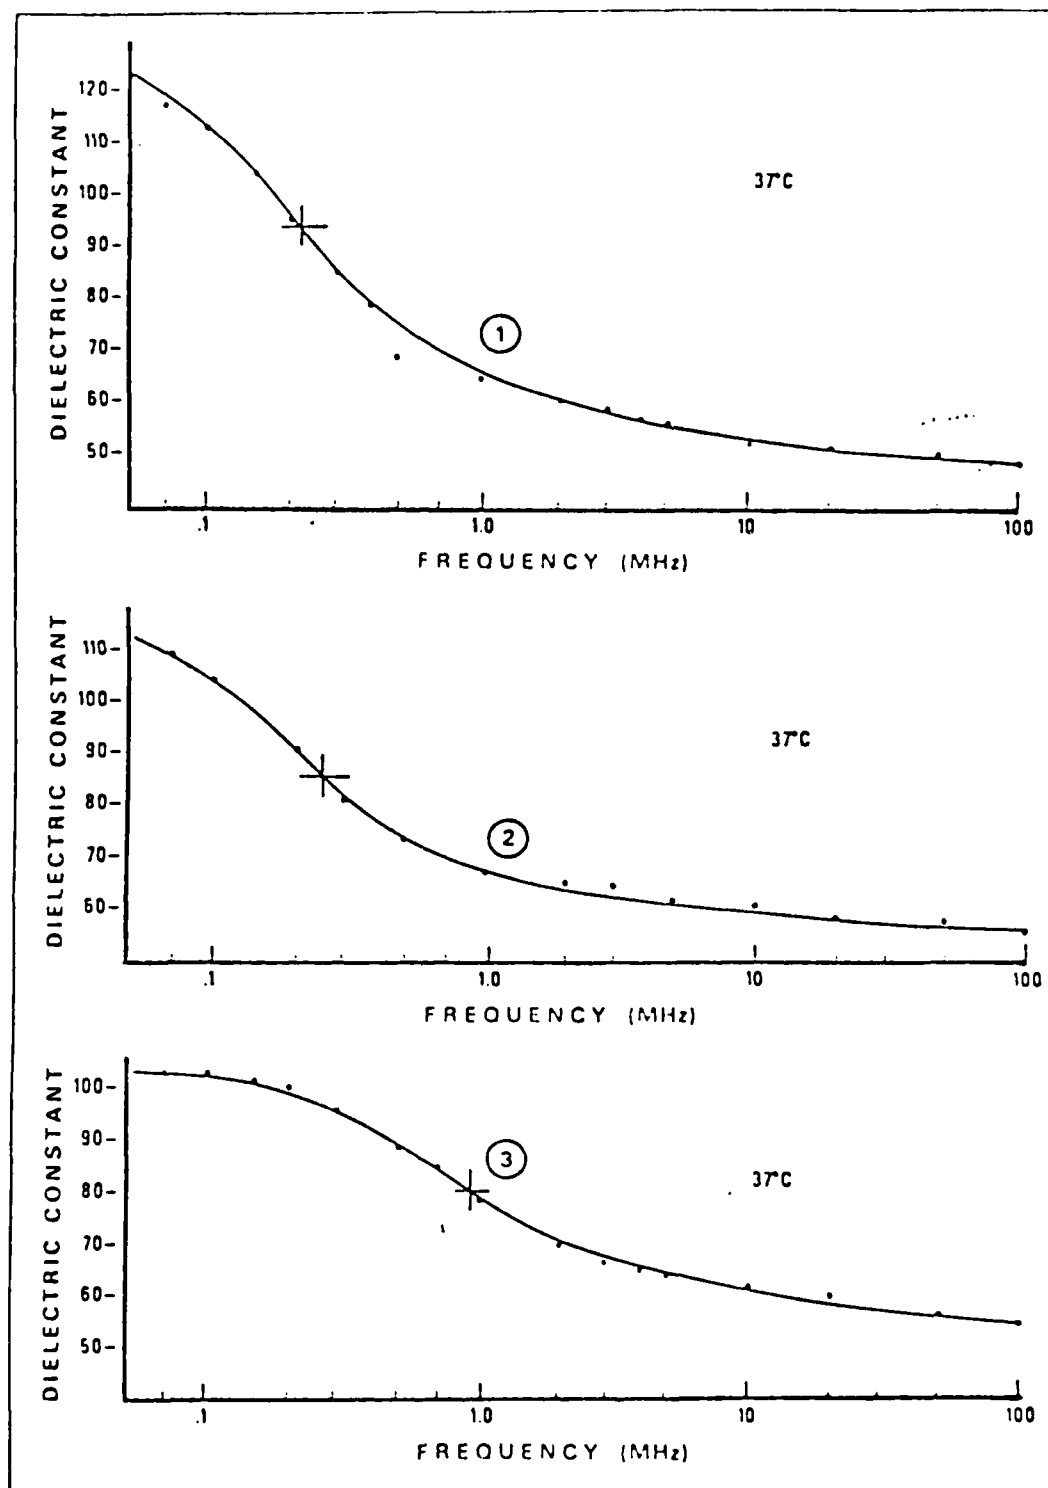 DIELECTRIC CONSTANT
120-
110-
100-
90-
80-
70-
60-
50-
37°C
1
.1 1.0 10 100
FREQUENCY (MHz)
DIELECTRIC CONSTANT
110-
100-
90-
80-
70-
60-
37°C
2
.1 1.0 10 100
FREQUENCY (MHz)
DIELECTRIC CONSTANT
100-
90-
80-
70-
60-
50-
37°C
3
.1 1.0 10 100
FREQUENCY (MHz)